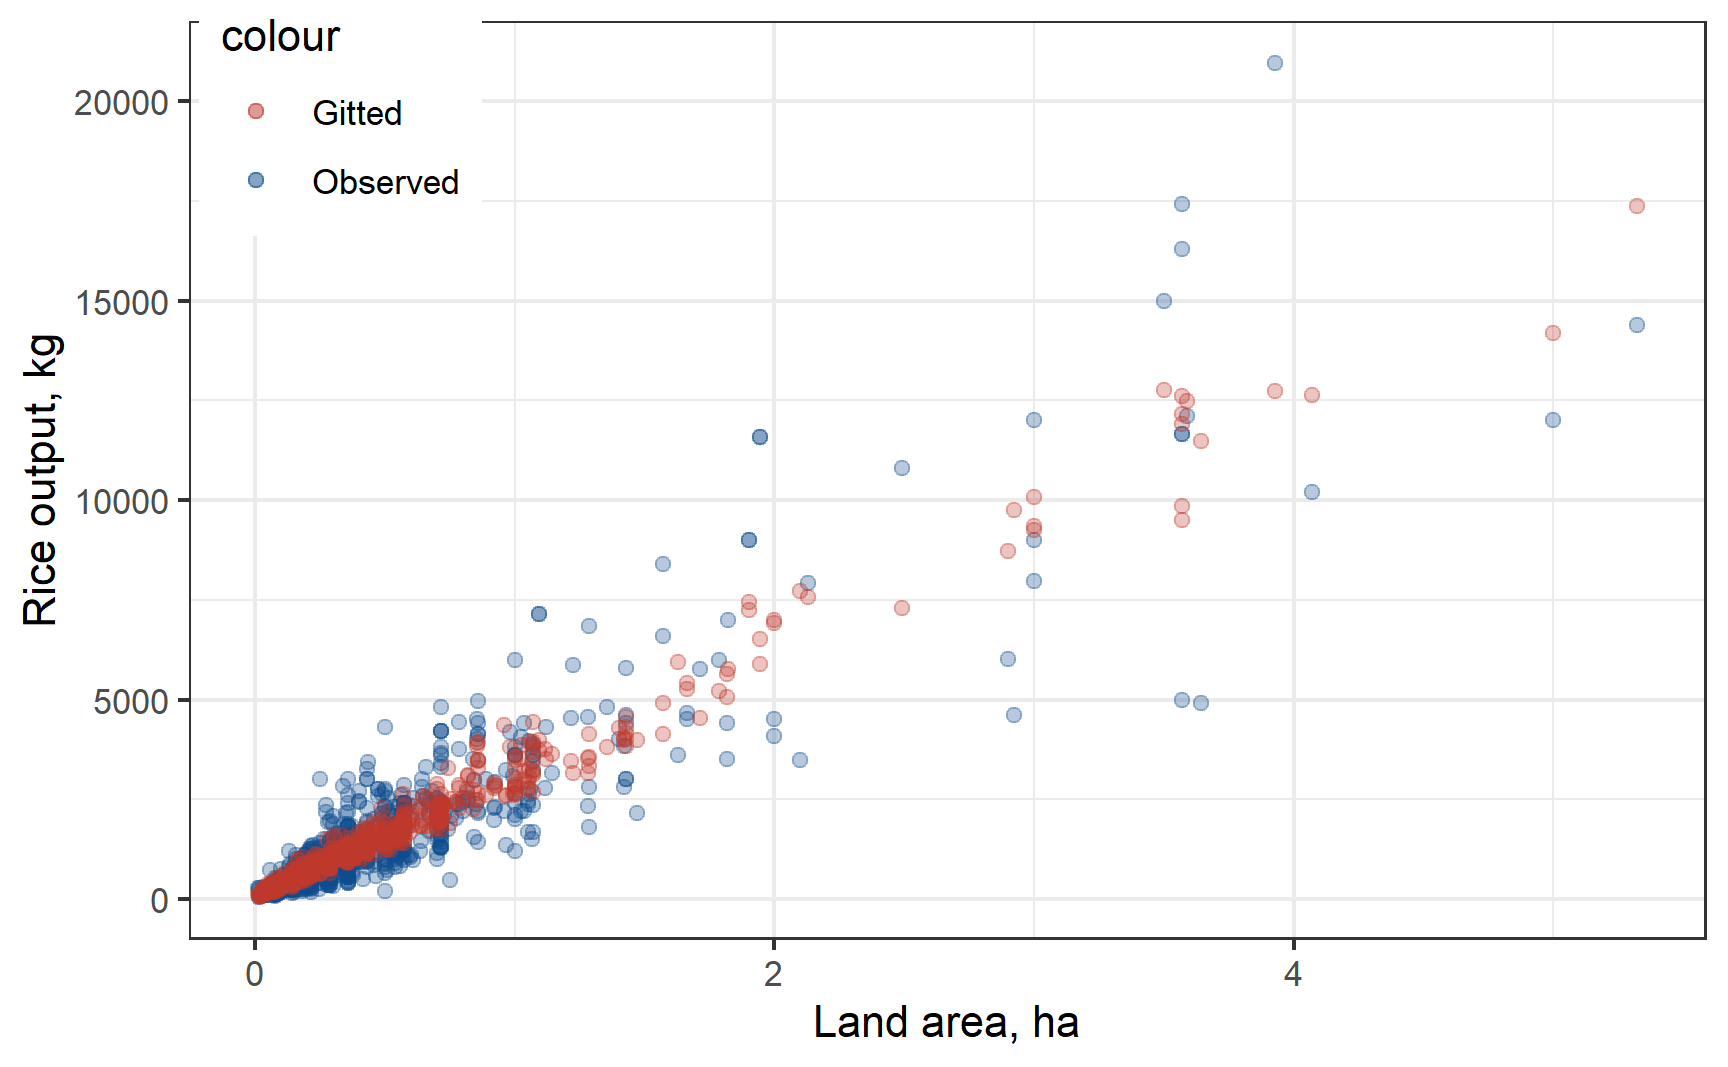 colour
Gitted
Observed
20000
15000
10000
5000
0
Rice output, kg
0 2 4
Land area, ha